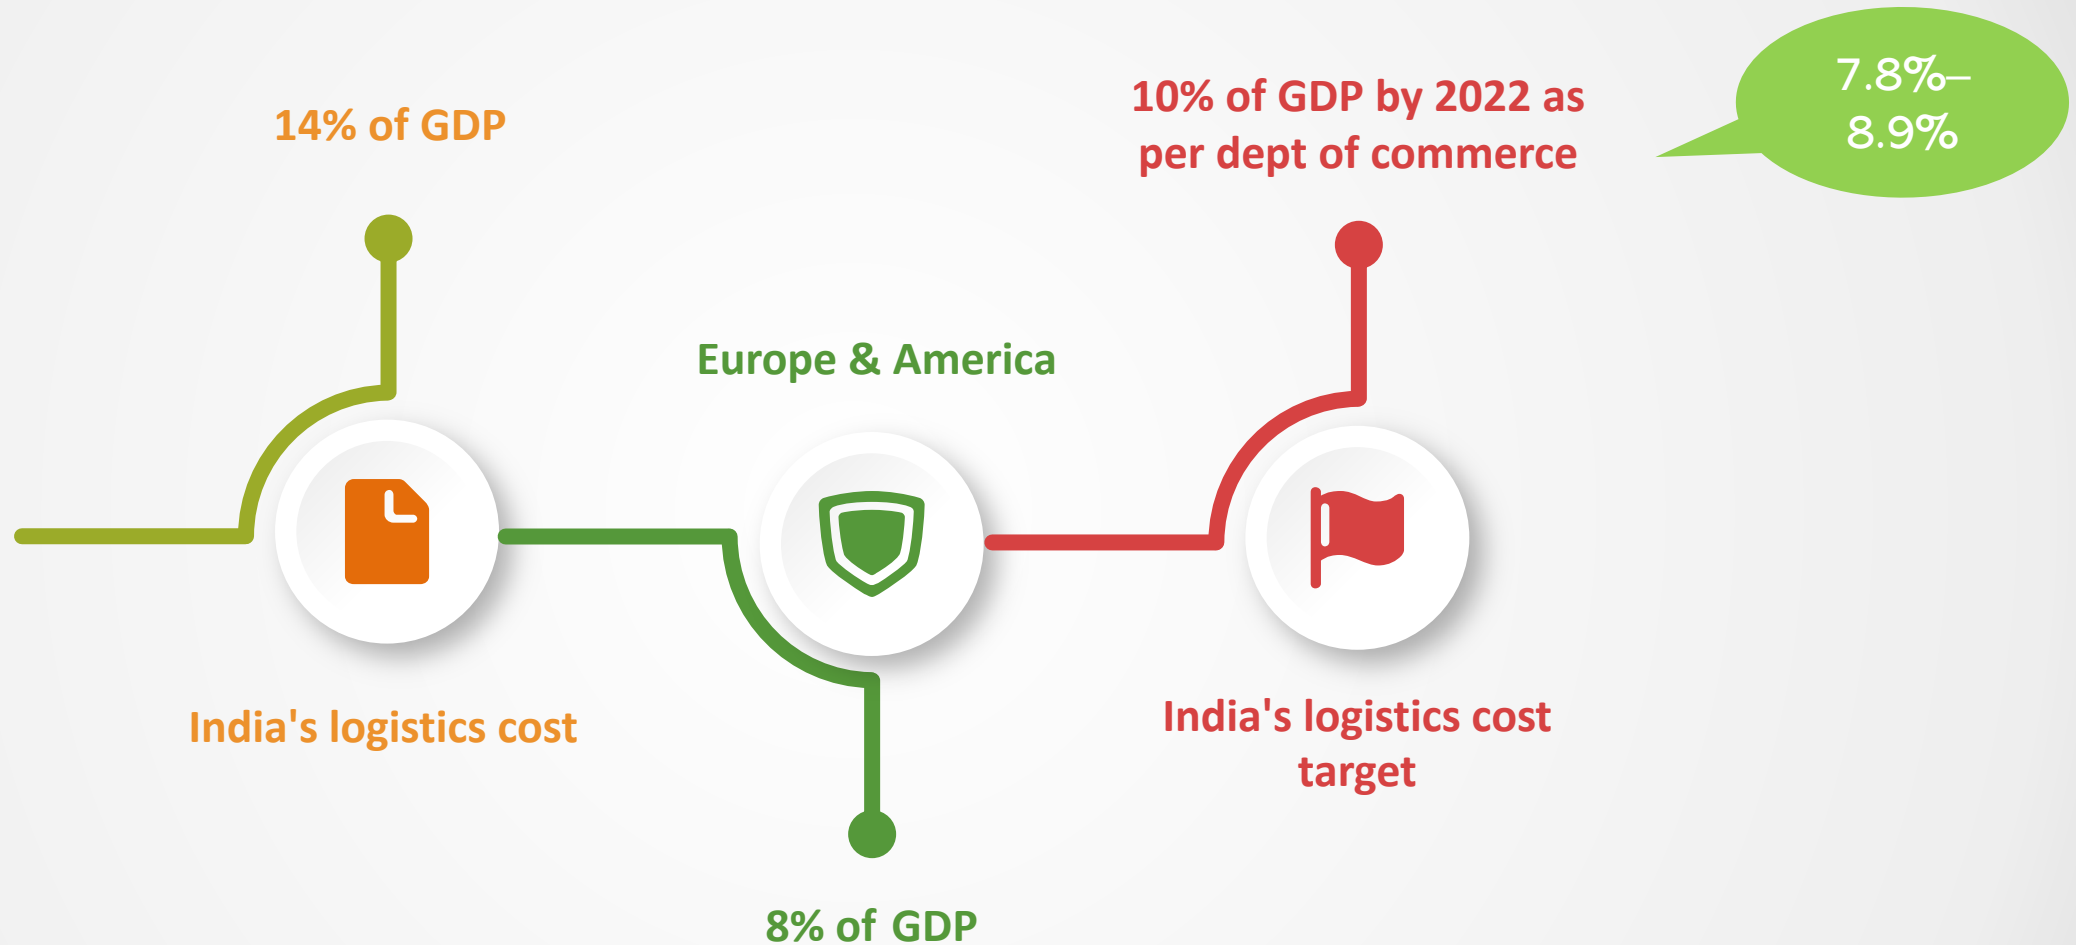 14% of GDP
India's logistics cost
Europe & America
8% of GDP
10% of GDP by 2022 as
per dept of commerce
India's logistics cost
target
7.8%–
8.9%